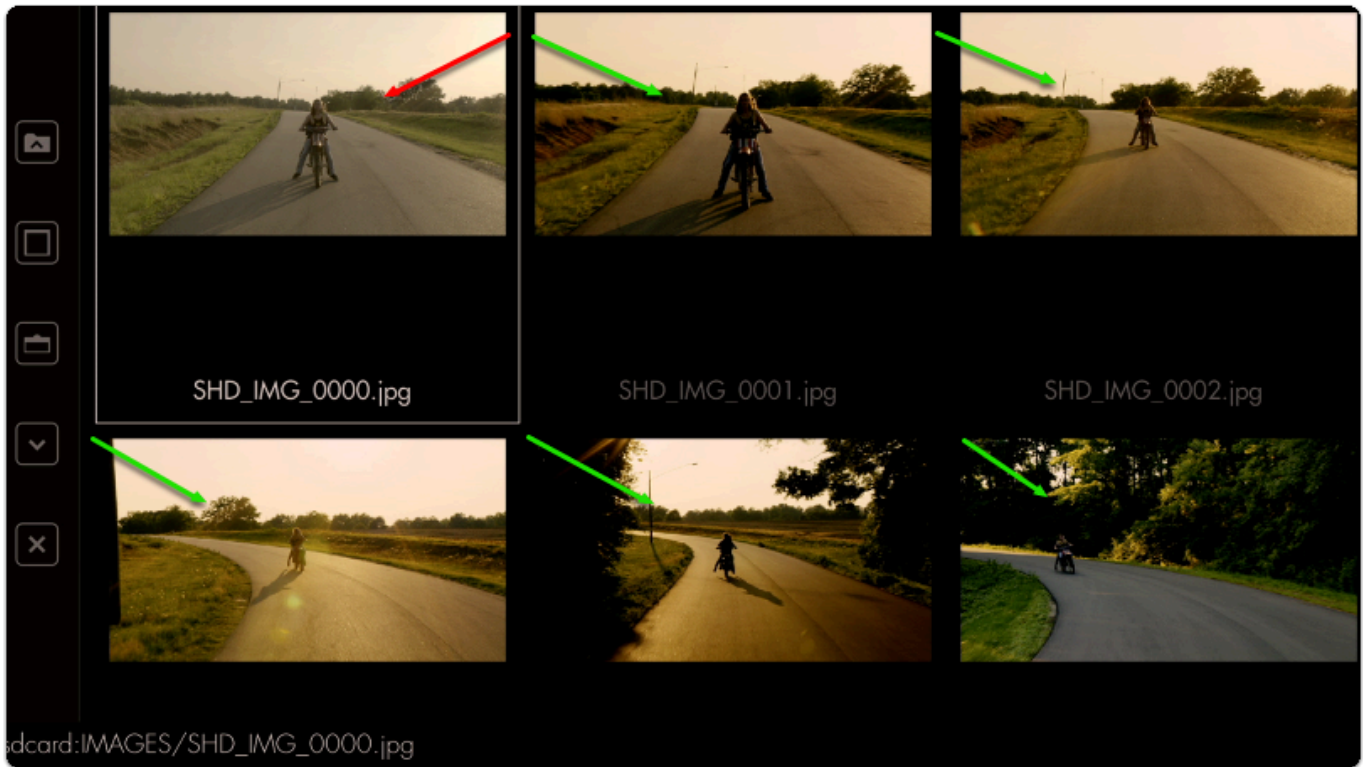 SHD_IMG_0000.jpg
SHD_IMG_0001.jpg
SHD_IMG_0002.jpg
sdcard:IMAGES/SHD_IMG_0000.jpg